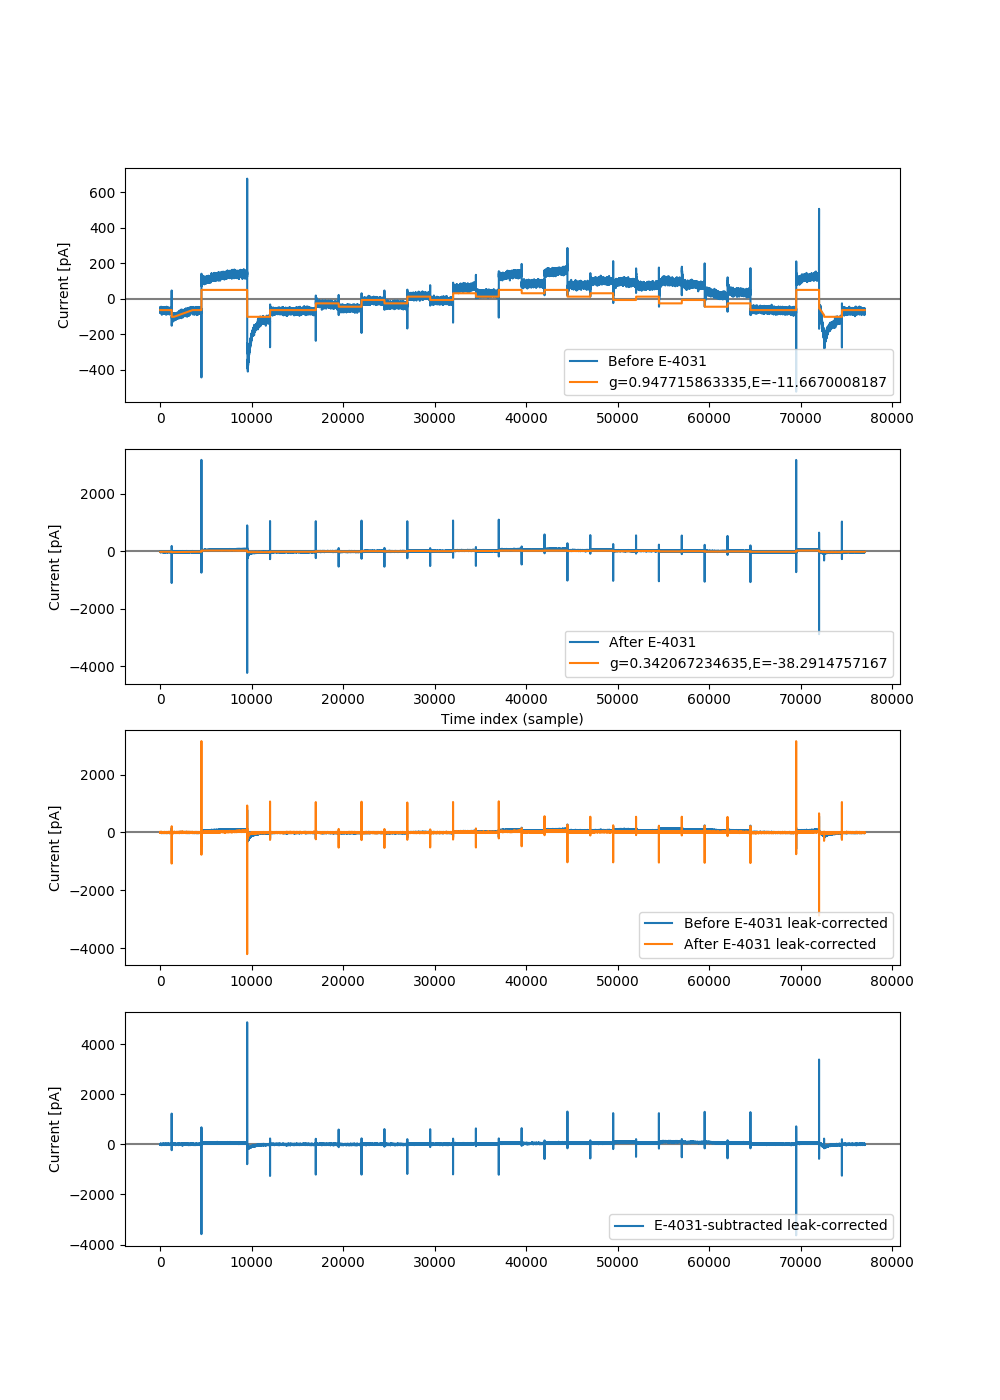 600
400
200
0
−200
−400
Current [pA]
Before E-4031
g=0.947715863335,E=-11.6670008187
0 10000 20000 30000 40000 50000 60000 70000 80000
2000
0
−2000
−4000
Current [pA]
After E-4031
g=0.342067234635,E=-38.2914757167
0 10000 20000 30000 40000 50000 60000 70000 80000
Time index (sample)
2000
0
−2000
−4000
Current [pA]
Before E-4031 leak-corrected
After E-4031 leak-corrected
0 10000 20000 30000 40000 50000 60000 70000 80000
4000
2000
0
−2000
−4000
Current [pA]
E-4031-subtracted leak-corrected
0 10000 20000 30000 40000 50000 60000 70000 80000